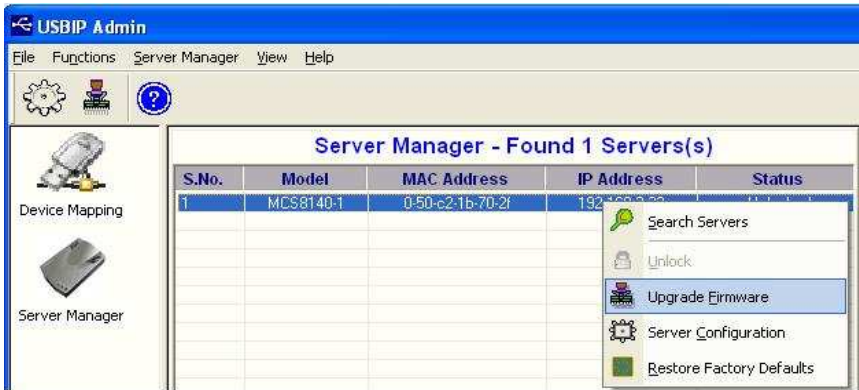 USBIP Admin
File Functions Server Manager View Help
Server Manager - Found 1 Servers(s)
S.No. Model MAC Address IP Address Status
1 MCS8140-1 0-50-c2-1b-70-2f
Device Mapping
Server Manager
Search Servers
Unlock
Upgrade Firmware
Server Configuration
Restore Factory Defaults